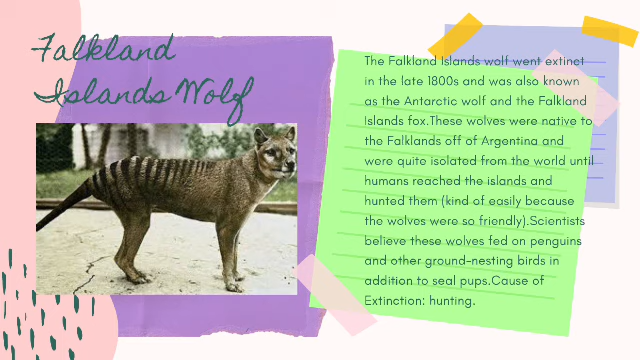 Falkland
Islands Wolf
The Falkland Islands wolf went extinct
in the late 1800s and was also known
as the Antarctic wolf and the Falkland
Islands fox.These wolves were native to
the Falklands off of Argentina and
were quite isolated from the world until
humans reached the islands and
hunted them (kind of easily because
the wolves were so friendly).Scientists
believe these wolves fed on penguins
and other ground-nesting birds in
addition to seal pups.Cause of
Extinction: hunting.